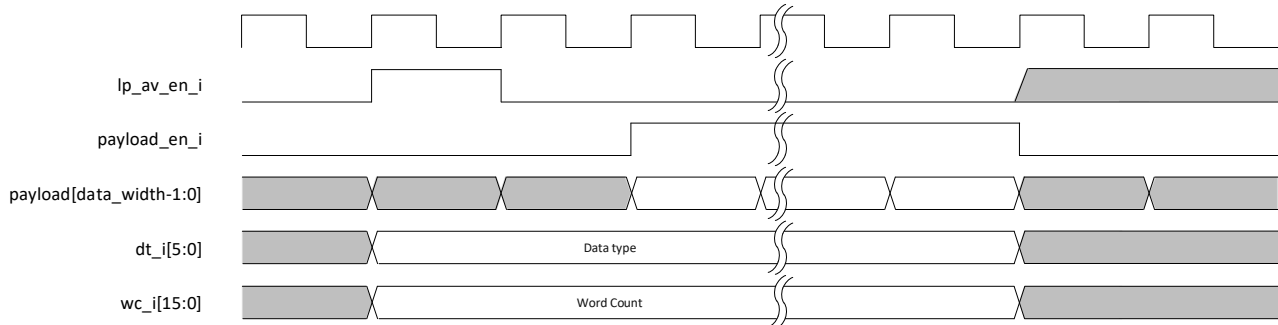 lp_av_en_i
payload_en_i
payload[data_width-1:0]
dt_i[5:0]
Data type
wc_i[15:0]
Word Count